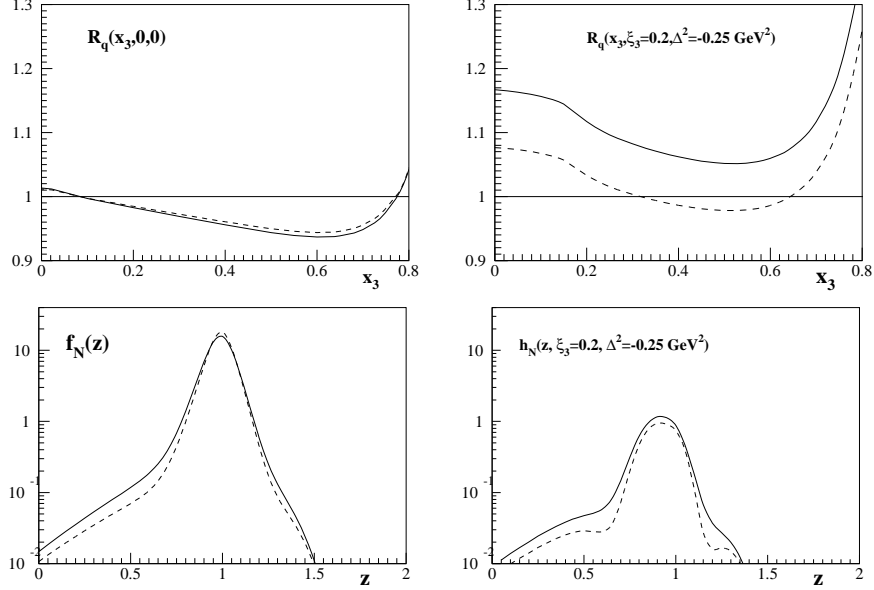 1.3
1.2
1.1
1
0.9
0 0.2 0.4 0.6 0.8
R_q(x_3,0,0)
x_3
1.3
1.2
1.1
1
0.9
0 0.2 0.4 0.6 0.8
R_q(x_3,ξ_3=0.2,Δ^2=-0.25 GeV^2)
x_3
10
1
10^-1
10^-2
0 0.5 1 1.5 2
f_N(z)
z
10
1
10^-1
10^-2
0 0.5 1 1.5 2
h_N(z, ξ_3=0.2, Δ^2=-0.25 GeV^2)
z